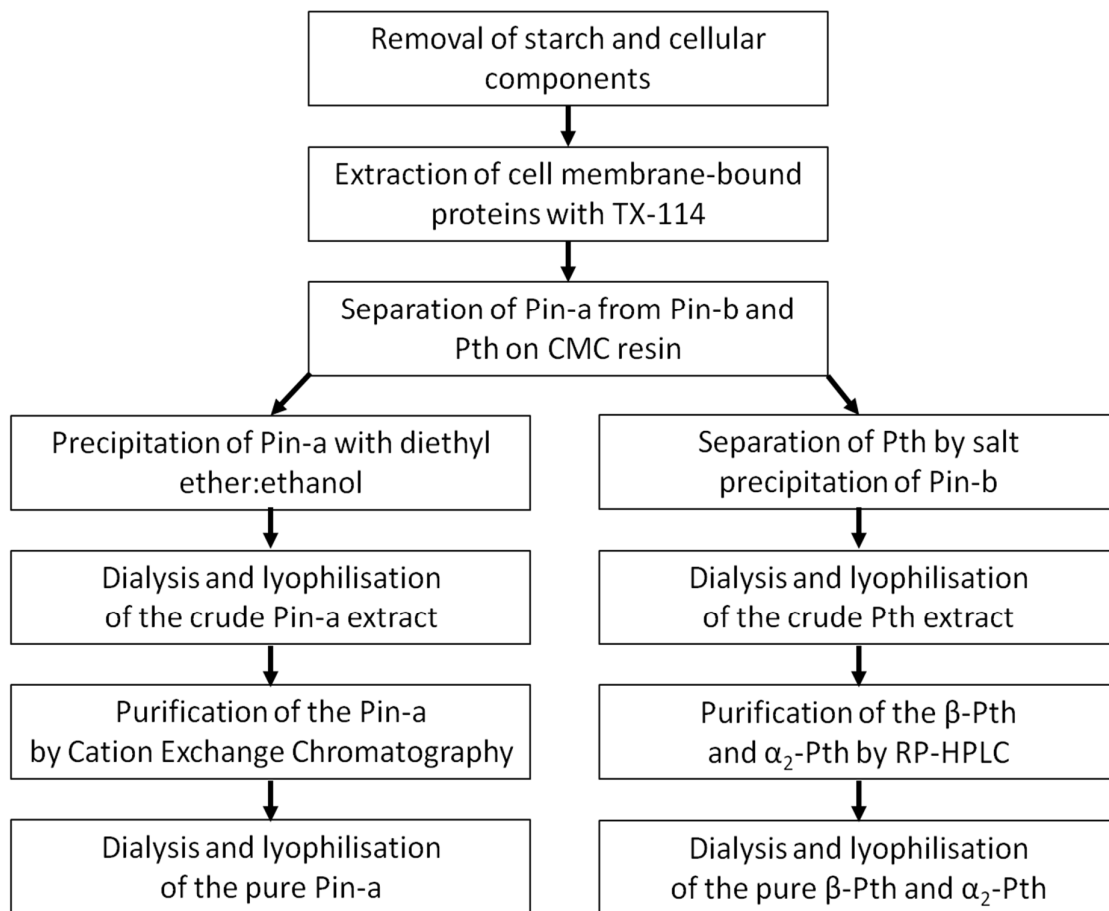 Removal of starch and cellular
components
Extraction of cell membrane-bound
proteins with TX-114
Separation of Pin-a from Pin-b and
Pth on CMC resin
Precipitation of Pin-a with diethyl
ether:ethanol
Dialysis and lyophilisation
of the crude Pin-a extract
Purification of the Pin-a
by Cation Exchange Chromatography
Dialysis and lyophilisation
of the pure Pin-a
Separation of Pth by salt
precipitation of Pin-b
Dialysis and lyophilisation
of the crude Pth extract
Purification of the β-Pth
and α₂-Pth by RP-HPLC
Dialysis and lyophilisation
of the pure β-Pth and α₂-Pth